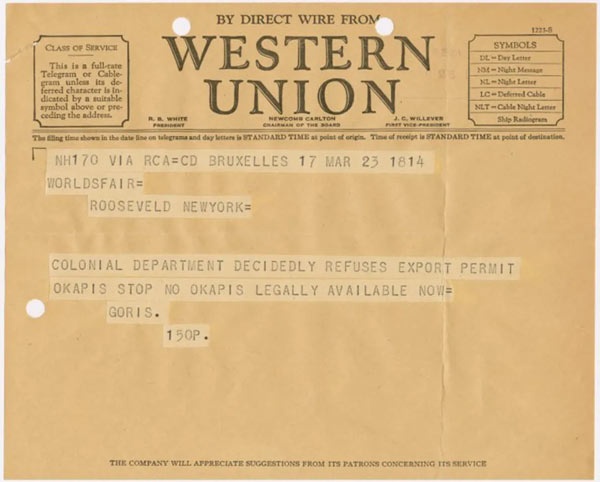 BY DIRECT WIRE FROM
1223-S
WESTERN
UNION
CLASS OF SERVICE
This is a full-rate
Telegram or Cable-
gram unless its de-
ferred character is in-
dicated by a suitable
symbol above or pre-
ceding the address.
R. B. WHITE
PRESIDENT
NEWCOMB CARLTON
CHAIRMAN OF THE BOARD
J. C. WILLEVER
FIRST VICE-PRESIDENT
SYMBOLS
DL = Day Letter
NM = Night Message
NL = Night Letter
LC = Deferred Cable
NLT = Cable Night Letter
Ship Radiogram
The filing time shown in the date line on telegrams and day letters is STANDARD TIME at point of origin. Time of receipt is STANDARD TIME at point of destination.
NH170 VIA RCA=CD BRUXELLES 17 MAR 23 1814
WORLDSFAIR=
ROOSEVELD NEWYORK=
COLONIAL DEPARTMENT DECIDEDLY REFUSES EXPORT PERMIT
OKAPIS STOP NO OKAPIS LEGALLY AVAILABLE NOW=
GORIS.
150P.
THE COMPANY WILL APPRECIATE SUGGESTIONS FROM ITS PATRONS CONCERNING ITS SERVICE